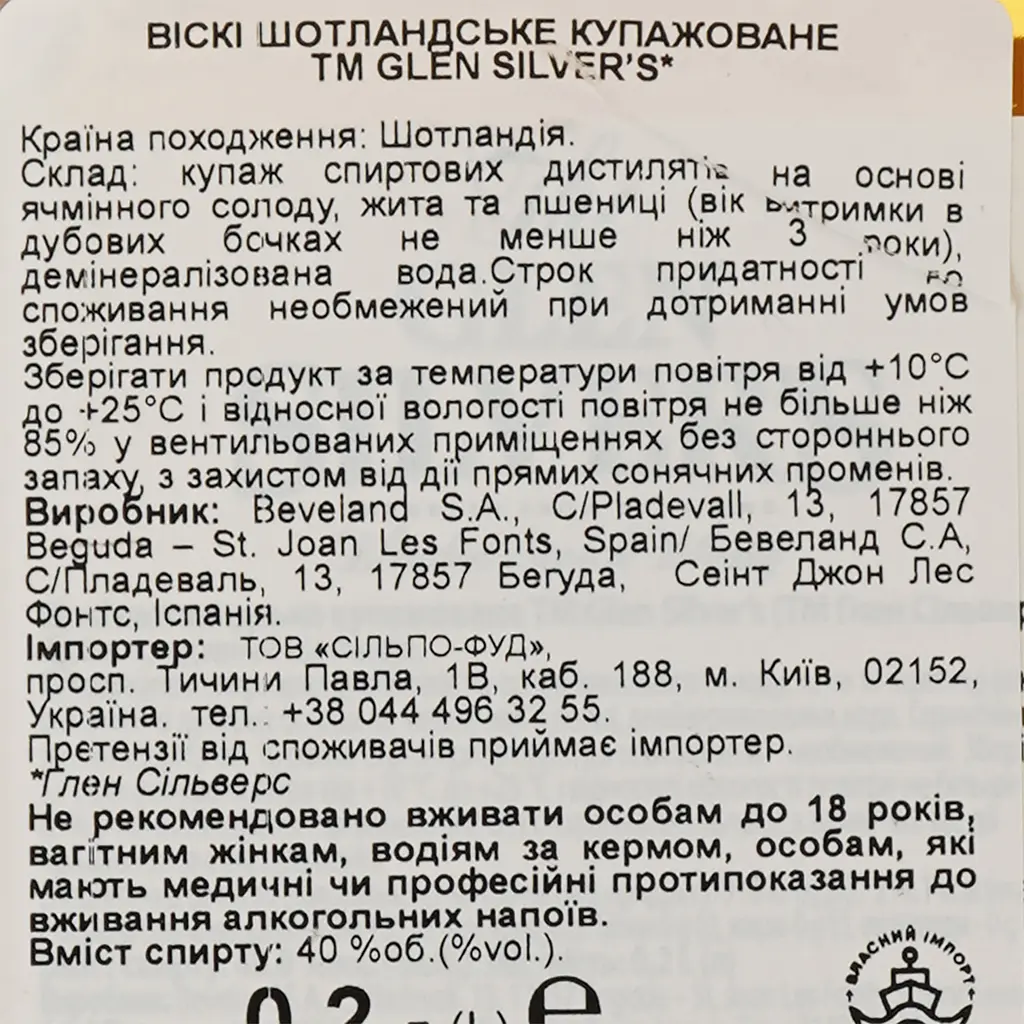 ВІСКІ ШОТЛАНДСЬКЕ КУПАЖОВАНЕ
ТМ GLEN SILVER'S*
Країна походження: Шотландія.
Склад: купаж спиртових дистилятів на основі
ячмінного солоду, жита та пшениці (вік витримки в
дубових бочках не менше ніж 3 роки),
демінералізована вода.Строк придатності до
споживання необмежений при дотриманні умов
зберігання.
Зберігати продукт за температури повітря від +10°С
до +25°С і відносної вологості повітря не більше ніж
85% у вентильованих приміщеннях без стороннього
запаху, з захистом від дії прямих сонячних променів.
Виробник: Beveland S.A., C/Pladevall, 13, 17857
Beguda – St. Joan Les Fonts, Spain/ Бевеланд С.А,
С/Пладеваль, 13, 17857 Бегуда, Сеінт Джон Лес
Фонтс, Іспанія.
Імпортер: ТОВ «СІЛЬПО-ФУД»,
просп. Тичини Павла, 1В, каб. 188, м. Київ, 02152,
Україна. тел.: +38 044 496 32 55.
Претензії від споживачів приймає імпортер.
*Глен Сільверс
Не рекомендовано вживати особам до 18 років,
вагітним жінкам, водіям за кермом, особам, які
мають медичні чи професійні протипоказання до
вживання алкогольних напоїв.
Вміст спирту: 40 %об.(%vol.).
ВЛАСНИЙ ІМПОРТ
0,2 e